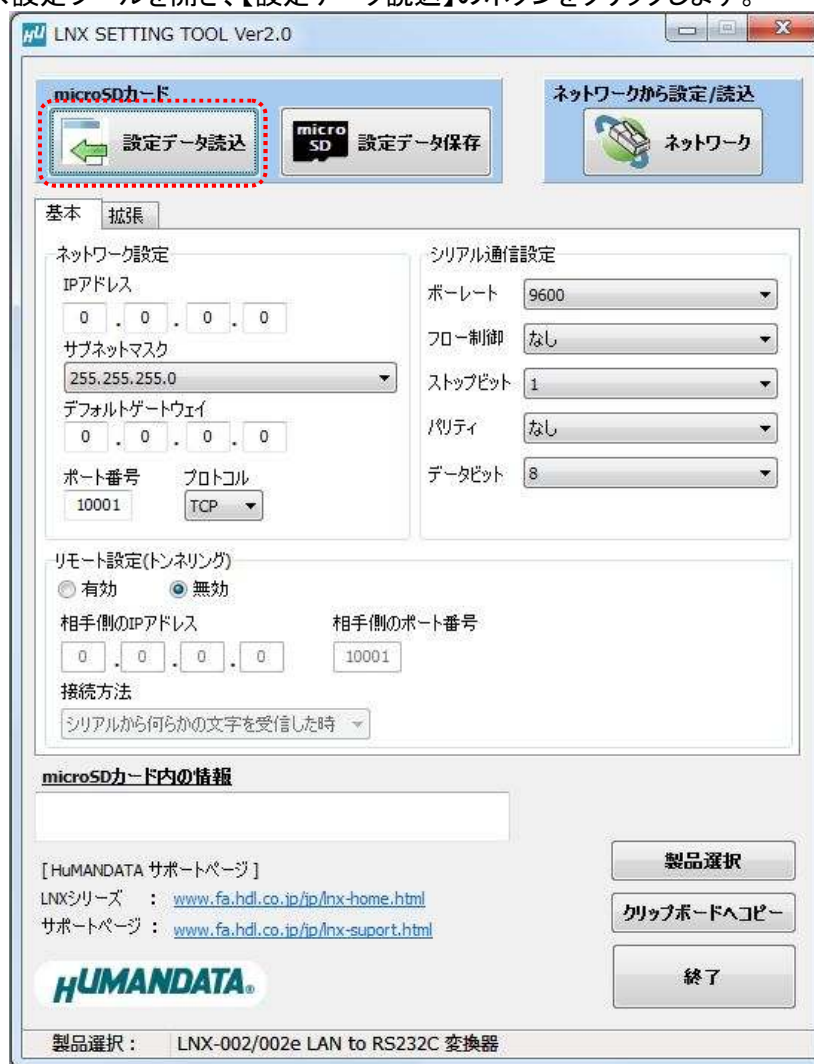 設定ツールを開き、【設定データ読込】のボタンをクリックします。
LNX SETTING TOOL Ver2.0
microSDカード
ネットワークから設定/読込
設定データ読込
micro SD 設定データ保存
ネットワーク
基本 拡張
ネットワーク設定
シリアル通信設定
IPアドレス
0 . 0 . 0 . 0
ボーレート 9600
サブネットマスク
フロー制御 なし
255.255.255.0
ストップビット 1
デフォルトゲートウェイ
0 . 0 . 0 . 0
パリティ なし
ポート番号 プロトコル
データビット 8
10001 TCP
リモート設定(トンネリング)
有効 無効
相手側のIPアドレス 相手側のポート番号
0 . 0 . 0 . 0 10001
接続方法
シリアルから何らかの文字を受信した時
microSDカード内の情報
製品選択
[HuMANDATA サポートページ]
LNXシリーズ : www.fa.hdl.co.jp/jp/lnx-home.html
クリップボードへコピー
サポートページ : www.fa.hdl.co.jp/jp/lnx-suport.html
HUMANDATA®
終了
製品選択 : LNX-002/002e LAN to RS232C 変換器